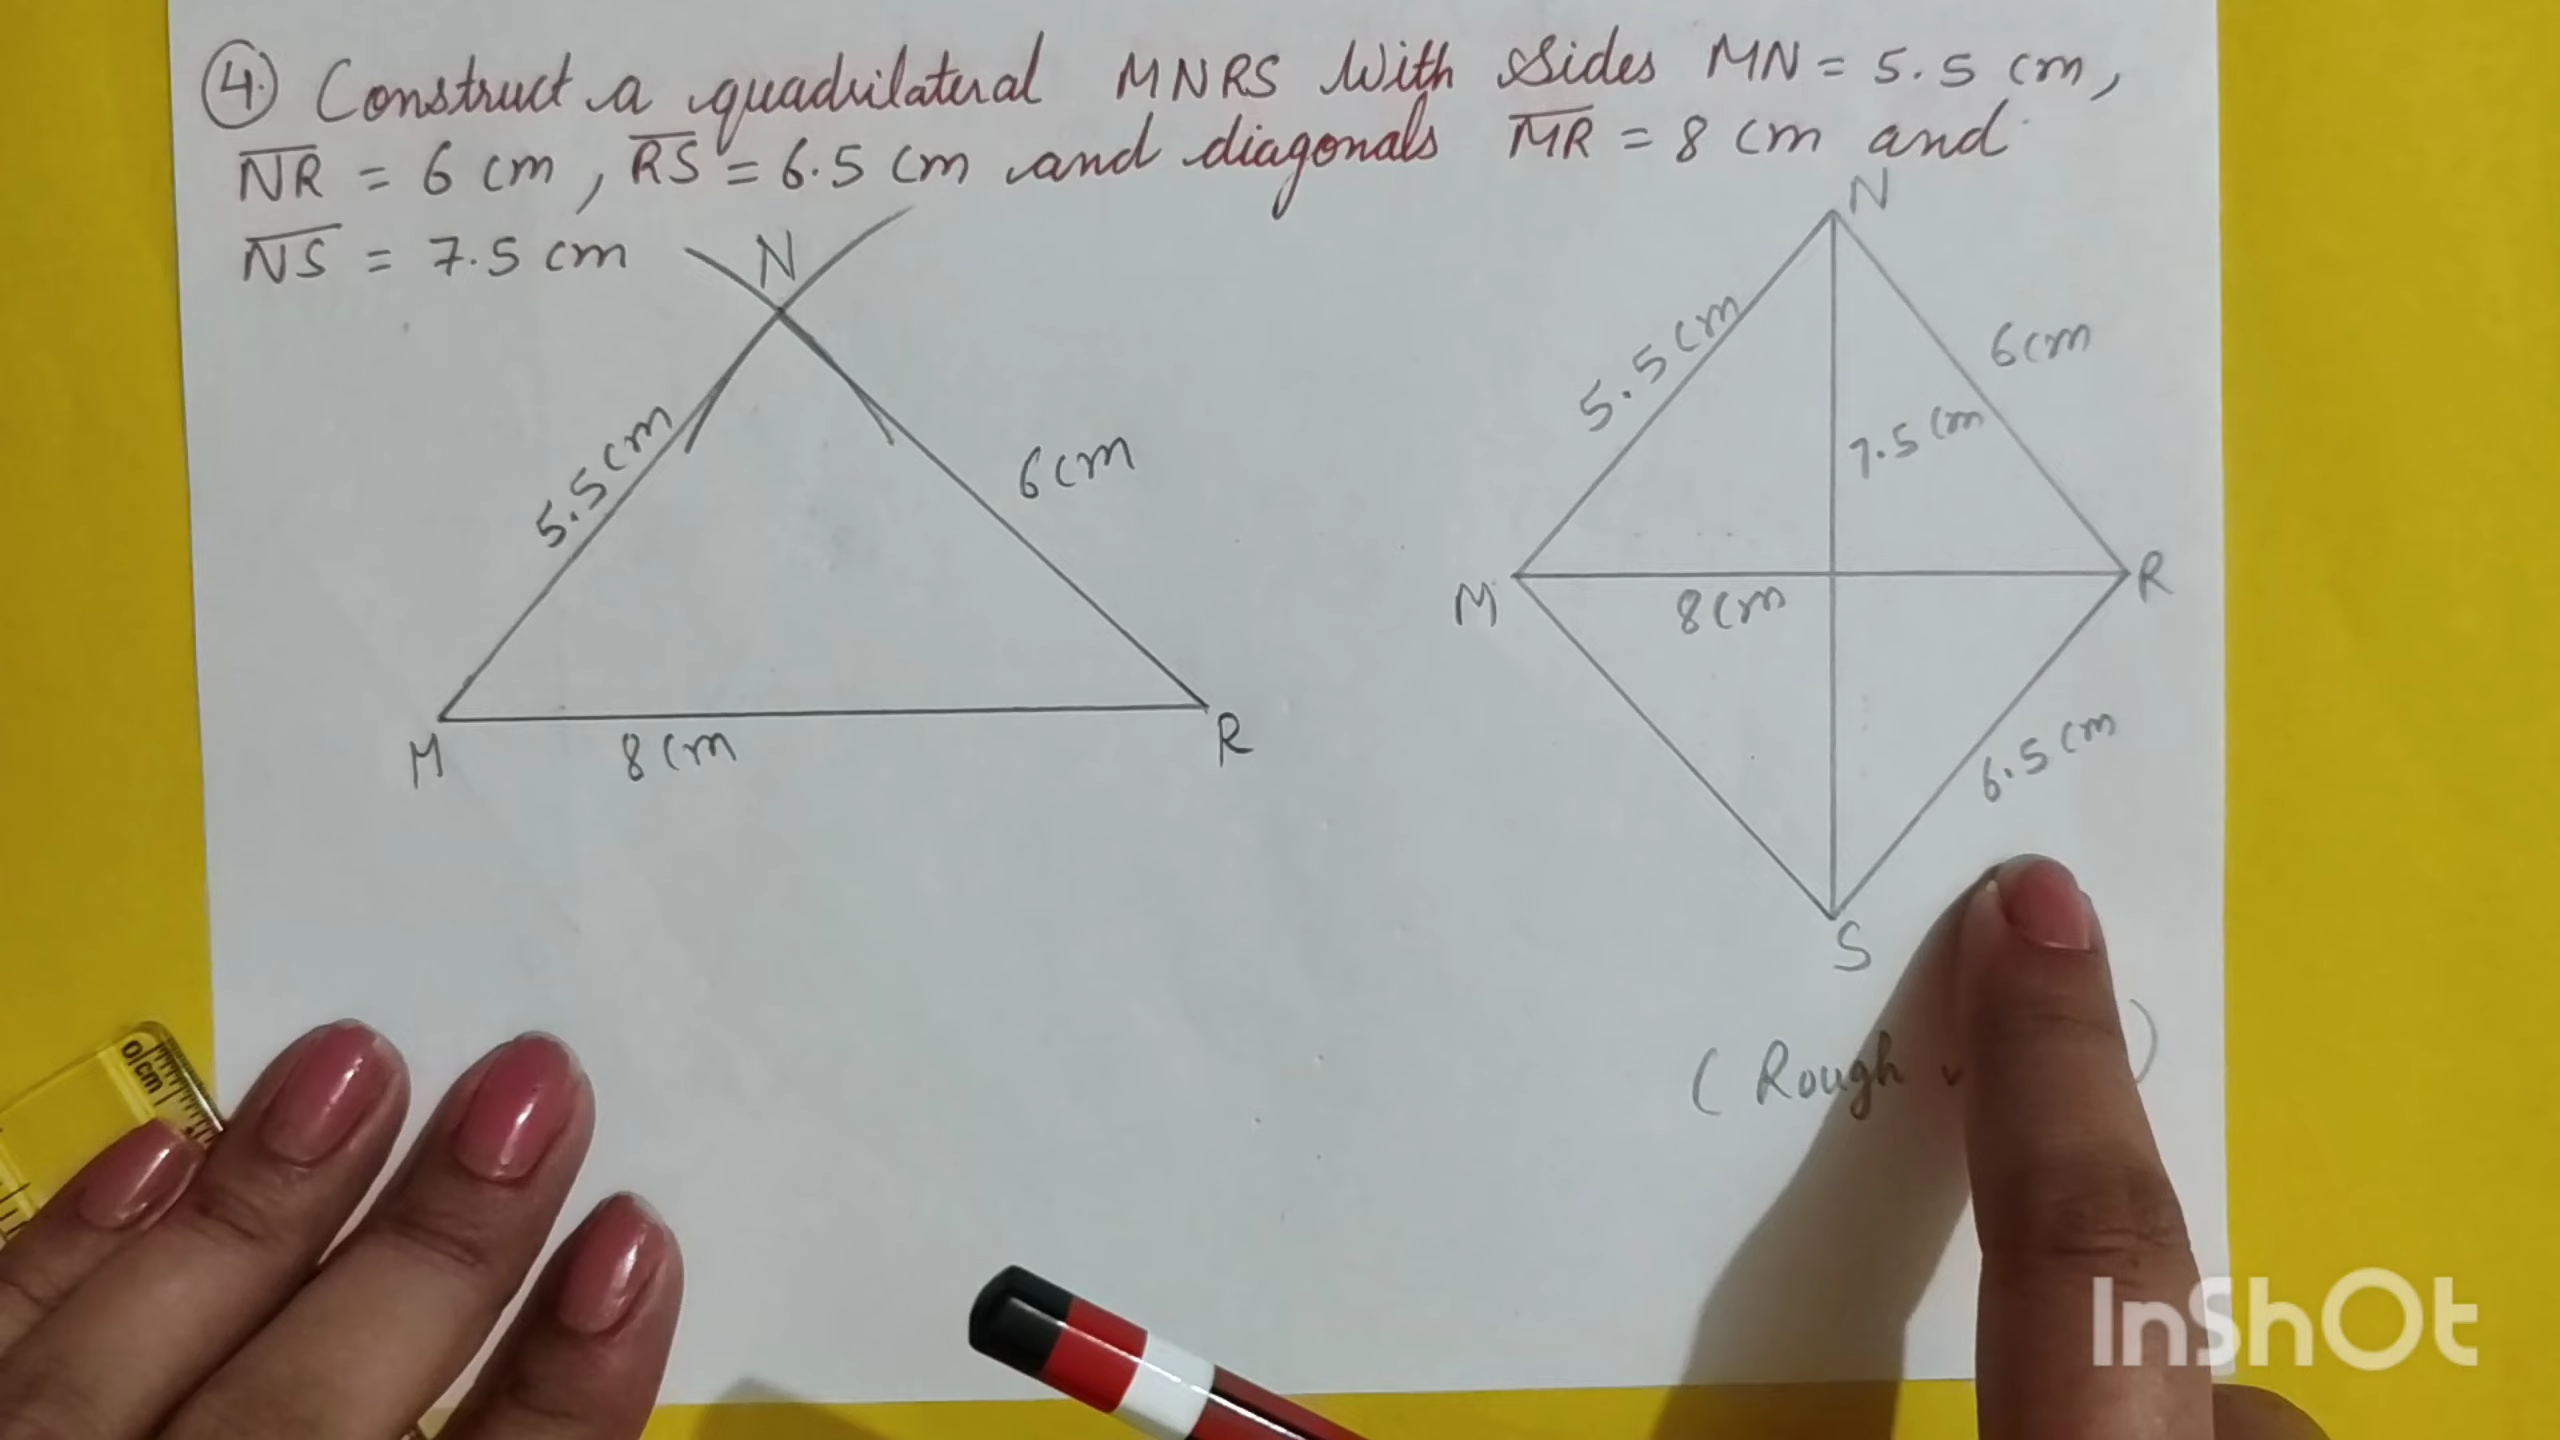 4. Construct a quadrilateral MNRS With Sides MN = 5.5 cm,
NR = 6 cm, RS = 6.5 cm and diagonals MR = 8 cm and
NS = 7.5 cm
N
5.5 cm
6 cm
M
8 cm
R
N
5.5 cm
6 cm
7.5 cm
M
8 cm
R
6.5 cm
S
(Rough )
0 cm
InShOt